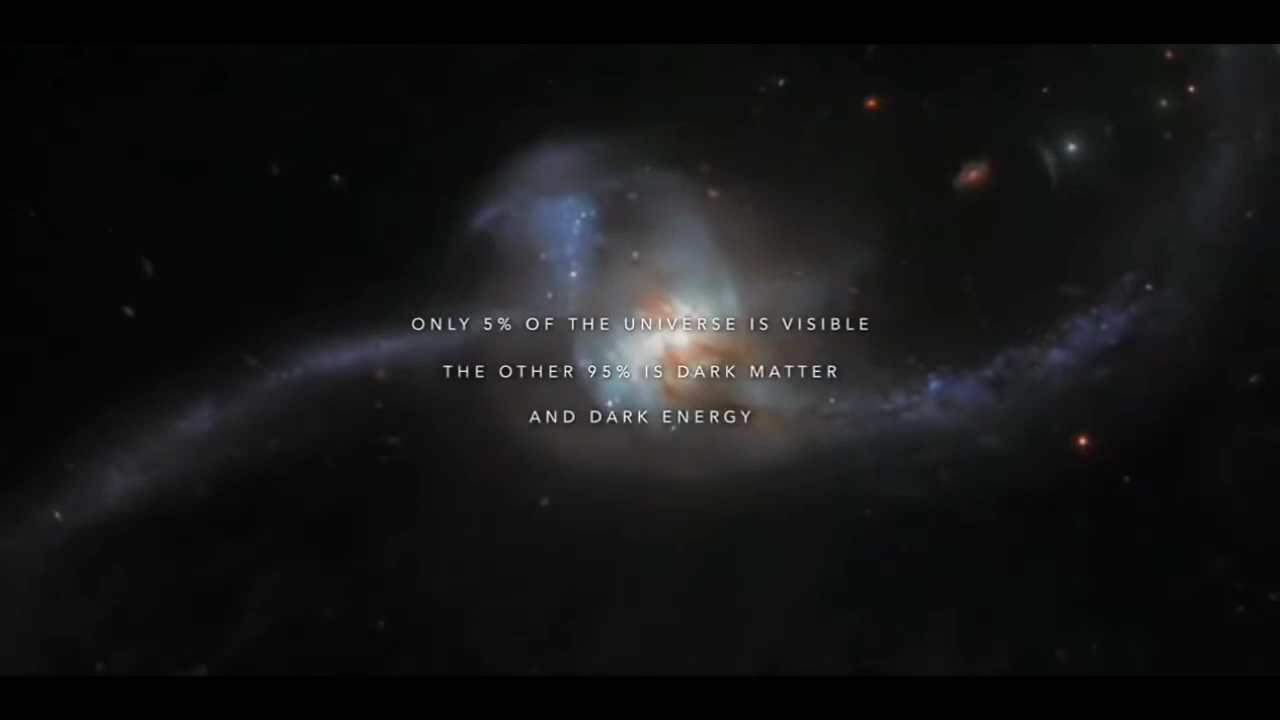 ONLY 5% OF THE UNIVERSE IS VISIBLE
THE OTHER 95% IS DARK MATTER
AND DARK ENERGY